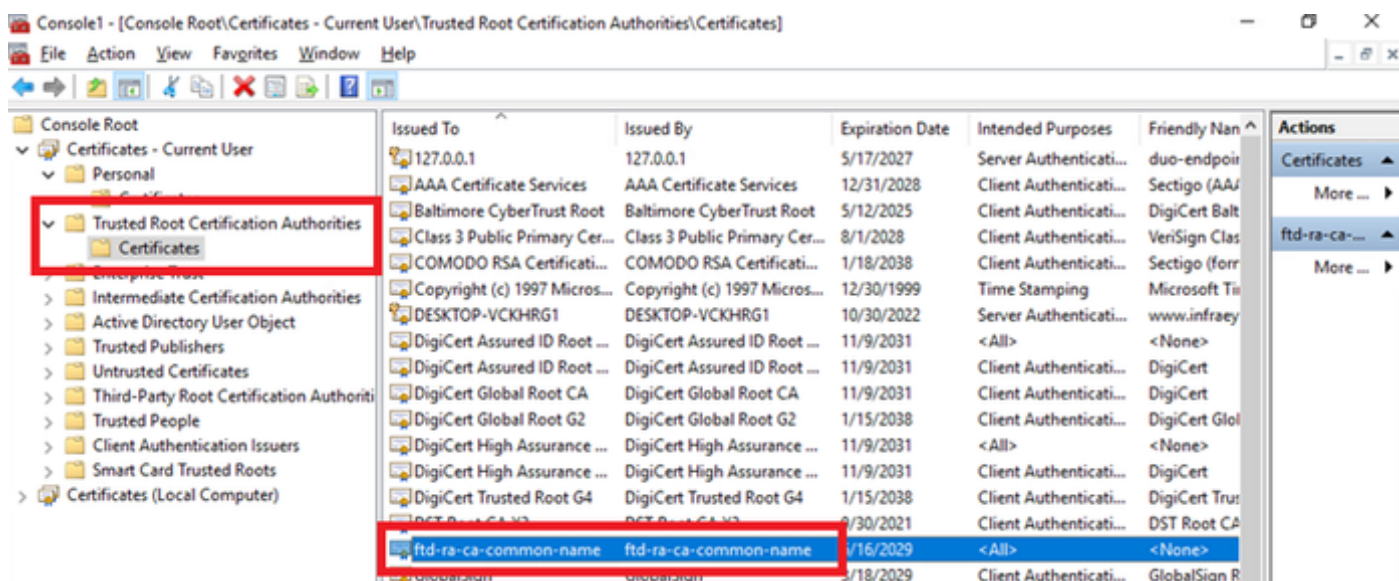 Console1 - [Console Root\Certificates - Current User\Trusted Root Certification Authorities\Certificates]
File Action View Favorites Window Help
Console Root
Certificates - Current User
Personal
Trusted Root Certification Authorities
Certificates
Enterprise Trust
Intermediate Certification Authorities
Active Directory User Object
Trusted Publishers
Untrusted Certificates
Third-Party Root Certification Authoriti
Trusted People
Client Authentication Issuers
Smart Card Trusted Roots
Certificates (Local Computer)
Issued To Issued By Expiration Date Intended Purposes Friendly Nan
127.0.0.1 127.0.0.1 5/17/2027 Server Authenticati... duo-endpoin
AAA Certificate Services AAA Certificate Services 12/31/2028 Client Authenticati... Sectigo (AAA
Baltimore CyberTrust Root Baltimore CyberTrust Root 5/12/2025 Client Authenticati... DigiCert Balt
Class 3 Public Primary Cer... Class 3 Public Primary Cer... 8/1/2028 Client Authenticati... VeriSign Clas
COMODO RSA Certificati... COMODO RSA Certificati... 1/18/2038 Client Authenticati... Sectigo (form
Copyright (c) 1997 Micros... Copyright (c) 1997 Micros... 12/30/1999 Time Stamping Microsoft Tin
DESKTOP-VCKHRG1 DESKTOP-VCKHRG1 10/30/2022 Server Authenticati... www.infraey
DigiCert Assured ID Root ... DigiCert Assured ID Root ... 11/9/2031 <All> <None>
DigiCert Assured ID Root ... DigiCert Assured ID Root ... 11/9/2031 Client Authenticati... DigiCert
DigiCert Global Root CA DigiCert Global Root CA 11/9/2031 Client Authenticati... DigiCert
DigiCert Global Root G2 DigiCert Global Root G2 1/15/2038 Client Authenticati... DigiCert Glol
DigiCert High Assurance ... DigiCert High Assurance ... 11/9/2031 <All> <None>
DigiCert High Assurance ... DigiCert High Assurance ... 11/9/2031 Client Authenticati... DigiCert
DigiCert Trusted Root G4 DigiCert Trusted Root G4 1/15/2038 Client Authenticati... DigiCert Trus
DST Root CA X3 DST Root CA X3 9/30/2021 Client Authenticati... DST Root CA
ftd-ra-ca-common-name ftd-ra-ca-common-name /16/2029 <All> <None>
GlobalSign GlobalSign 3/18/2029 Client Authenticati... GlobalSign R
Actions
Certificates
More ...
ftd-ra-ca-...
More ...